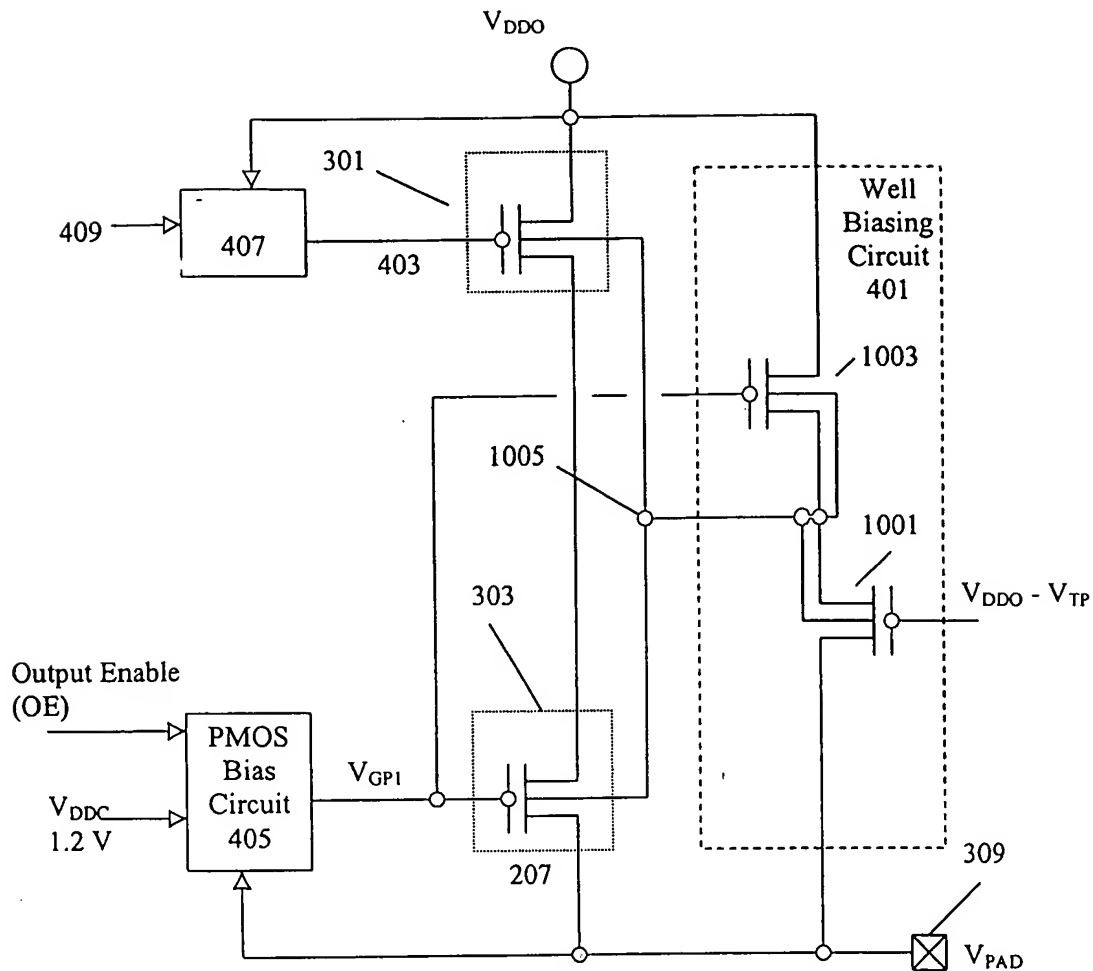 V_DDO
301
Well
Biasing
Circuit
401
409
407
403
1003
1005
1001
V_DDO - V_TP
303
Output Enable
(OE)
PMOS
Bias
Circuit
405
V_GP1
V_DDC
1.2 V
207
309
V_PAD